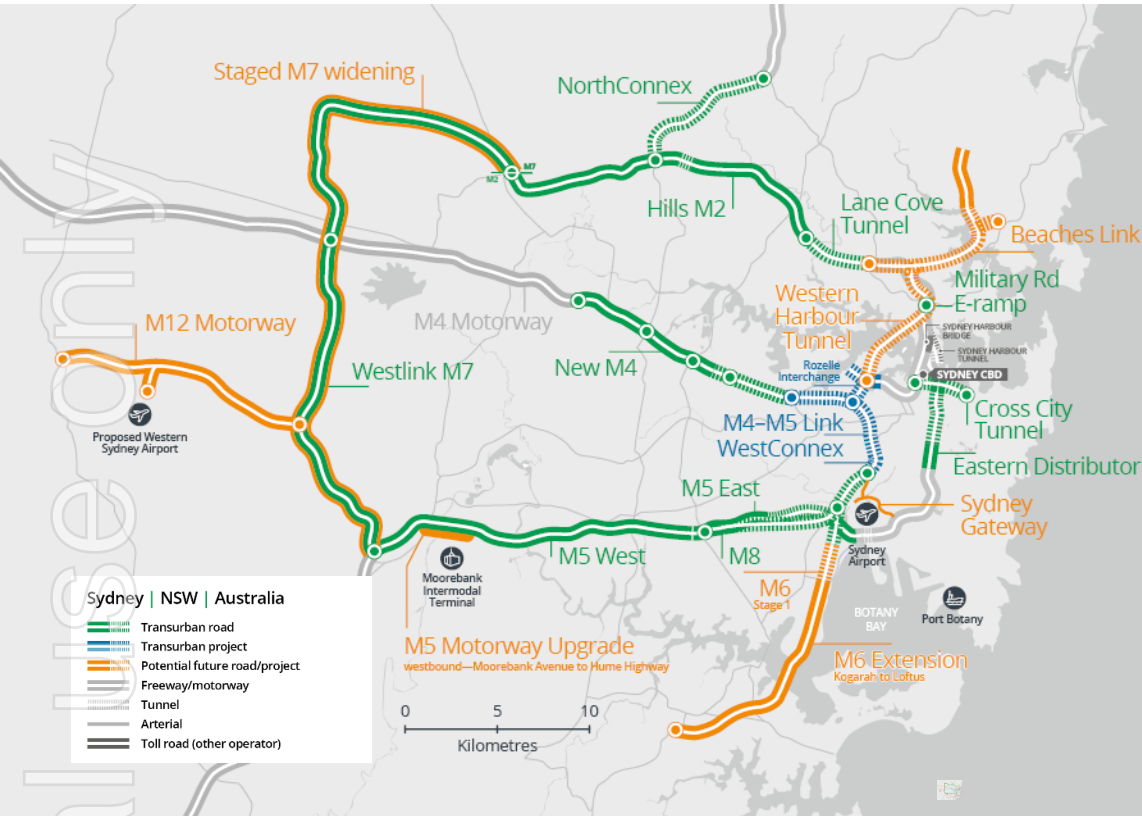 Staged M7 widening
NorthConnex
M7
M2
Hills M2
Lane Cove
Tunnel
Beaches Link
Military Rd
E-ramp
Western
Harbour
Tunnel
SYDNEY HARBOUR
BRIDGE
SYDNEY HARBOUR
TUNNEL
M12 Motorway
M4 Motorway
Westlink M7
New M4
Rozelle
Interchange
SYDNEY CBD
Proposed Western
Sydney Airport
M4–M5 Link
WestConnex
Cross City
Tunnel
Eastern Distributor
M5 East
Sydney
Gateway
M5 West
M8
Sydney
Airport
Moorebank
Intermodal
Terminal
M6
Stage 1
BOTANY
BAY
Port Botany
M5 Motorway Upgrade
westbound—Moorebank Avenue to Hume Highway
M6 Extension
Kogarah to Loftus
0 5 10
Kilometres
Sydney | NSW | Australia
Transurban road
Transurban project
Potential future road/project
Freeway/motorway
Tunnel
Arterial
Toll road (other operator)
al use only